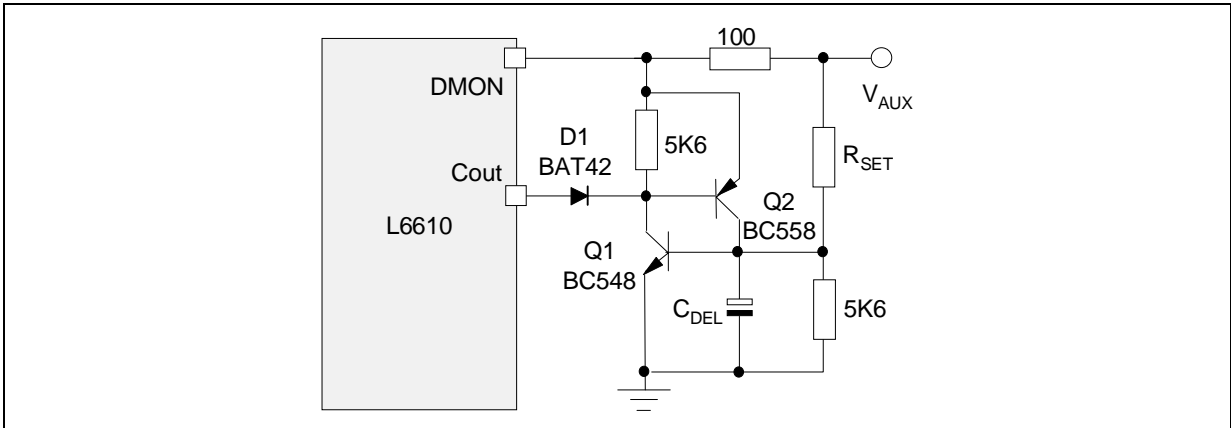 100
DMON
V_AUX
D1
BAT42
5K6
R_SET
Cout
Q2
BC558
L6610
Q1
BC548
C_DEL
5K6